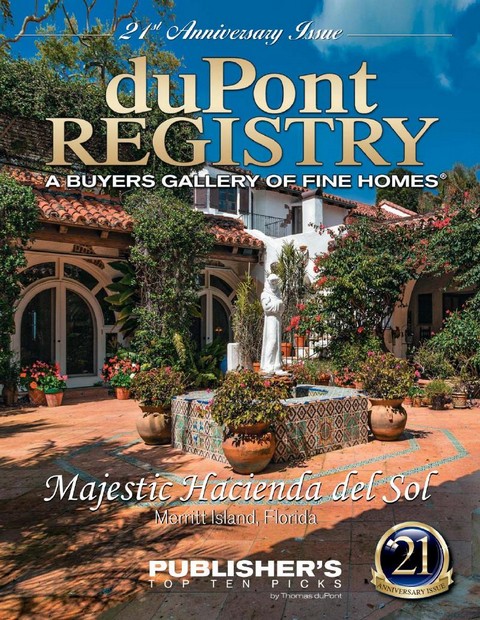 21st Anniversary Issue
duPont
REGISTRY
A BUYERS GALLERY OF FINE HOMES®
Majestic Hacienda del Sol
Merritt Island, Florida
PUBLISHER'S
TOP TEN PICKS
by Thomas duPont
21
ANNIVERSARY ISSUE